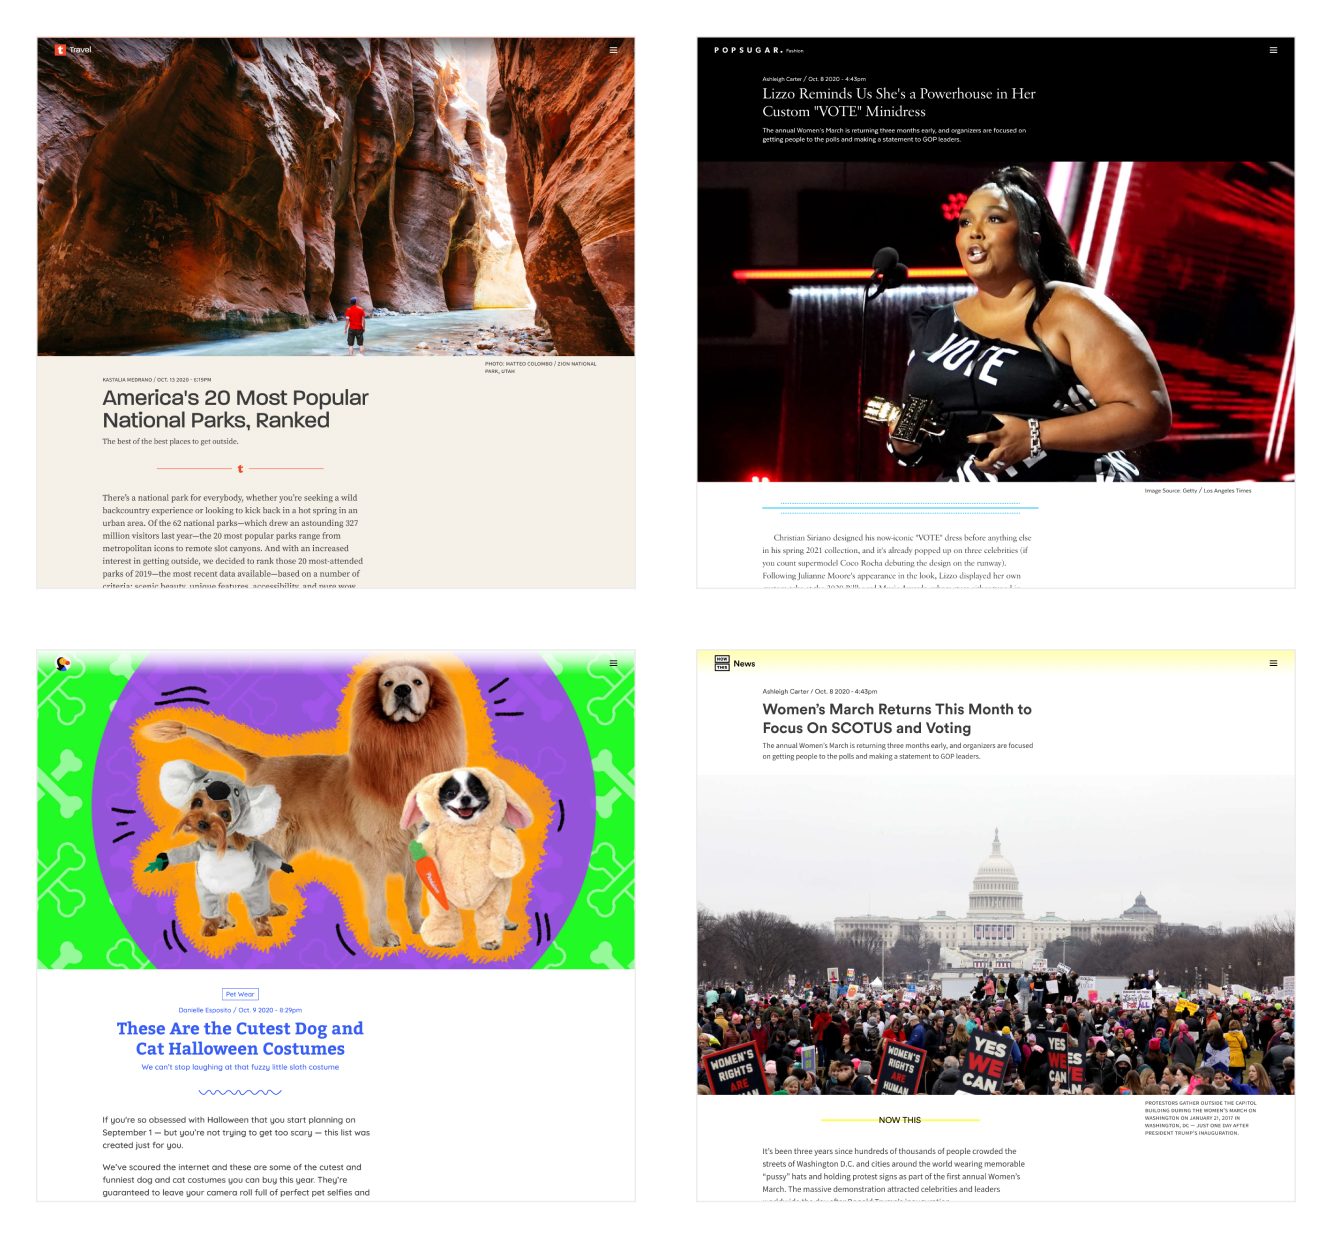 t Travel
PHOTO: MATTEO COLOMBO / ZION NATIONAL
PARK, UTAH
KASTALIA MEDRANO / OCT. 13 2020 - 6:19PM
America's 20 Most Popular
National Parks, Ranked
The best of the best places to get outside.
t
There's a national park for everybody, whether you're seeking a wild
backcountry experience or looking to kick back in a hot spring in an
urban area. Of the 62 national parks—which drew an astounding 327
million visitors last year—the 20 most popular parks range from
metropolitan icons to remote slot canyons. And with an increased
interest in getting outside, we decided to rank those 20 most-attended
parks of 2019—the most recent data available—based on a number of
criteria: scenic beauty, unique features, accessibility, and pure wow
POPSUGAR. Fashion
Ashleigh Carter / Oct. 8 2020 - 4:43pm
Lizzo Reminds Us She's a Powerhouse in Her
Custom "VOTE" Minidress
The annual Women's March is returning three months early, and organizers are focused on
getting people to the polls and making a statement to GOP leaders.
VOTE
Image Source: Getty / Los Angeles Times
Christian Siriano designed his now-iconic "VOTE" dress before anything else
in his spring 2021 collection, and it's already popped up on three celebrities (if
you count supermodel Coco Rocha debuting the design on the runway).
Following Julianne Moore's appearance in the look, Lizzo displayed her own
Pet Wear
Danielle Esposito / Oct. 9 2020 - 8:29pm
These Are the Cutest Dog and
Cat Halloween Costumes
We can't stop laughing at that fuzzy little sloth costume
If you're so obsessed with Halloween that you start planning on
September 1 — but you're not trying to get too scary — this list was
created just for you.
We've scoured the internet and these are some of the cutest and
funniest dog and cat costumes you can buy this year. They're
guaranteed to leave your camera roll full of perfect pet selfies and
NOW
THIS News
Ashleigh Carter / Oct. 8 2020 - 4:43pm
Women's March Returns This Month to
Focus On SCOTUS and Voting
The annual Women's March is returning three months early, and organizers are focused
on getting people to the polls and making a statement to GOP leaders.
WOMEN'S
RIGHTS
ARE
WOMEN'S
RIGHTS
ARE
HUMAN
YES
WE
CAN
YES
WE
CAN
FOR ALL
PROTESTORS GATHER OUTSIDE THE CAPITOL
BUILDING DURING THE WOMEN'S MARCH ON
WASHINGTON ON JANUARY 21, 2017 IN
WASHINGTON, DC — JUST ONE DAY AFTER
PRESIDENT TRUMP'S INAUGURATION.
NOW THIS
It's been three years since hundreds of thousands of people crowded the
streets of Washington D.C. and cities around the world wearing memorable
"pussy" hats and holding protest signs as part of the first annual Women's
March. The massive demonstration attracted celebrities and leaders
worldwide the day after Donald Trump's inauguration.